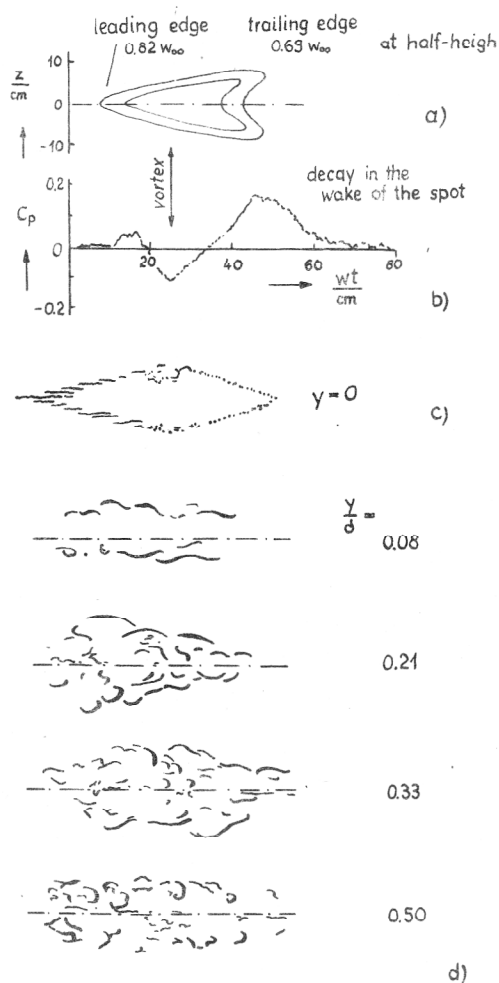 leading edge
0.82 w∞
trailing edge
0.69 w∞
at half-heigh
z
cm
10
0
-10
a)
vortex
decay in the
wake of the spot
0.2
Cp
0
-0.2
20
40
60
80
wt
cm
b)
y=0
c)
y
d
=
0.08
0.21
0.33
0.50
d)